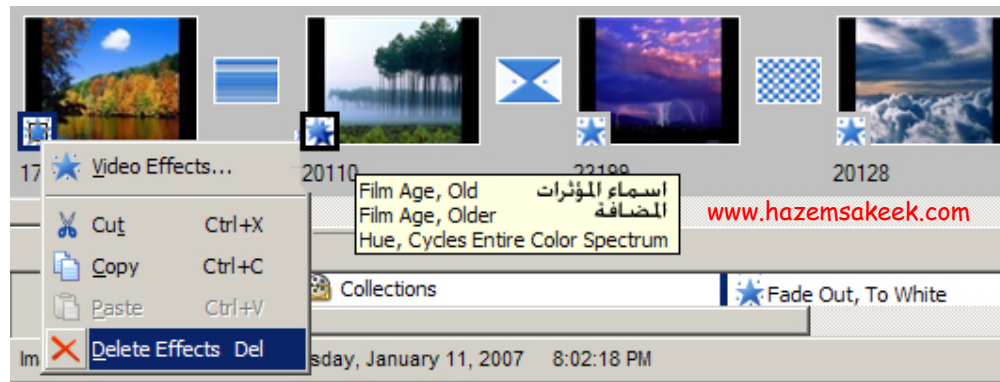 17
20110
22199
20128
Video Effects...
Cut Ctrl+X
Copy Ctrl+C
Paste Ctrl+V
Delete Effects Del
Film Age, Old اسماء المؤثرات
Film Age, Older المضافة
Hue, Cycles Entire Color Spectrum
www.hazemsakeek.com
Collections
Fade Out, To White
Im
sday, January 11, 2007 8:02:18 PM